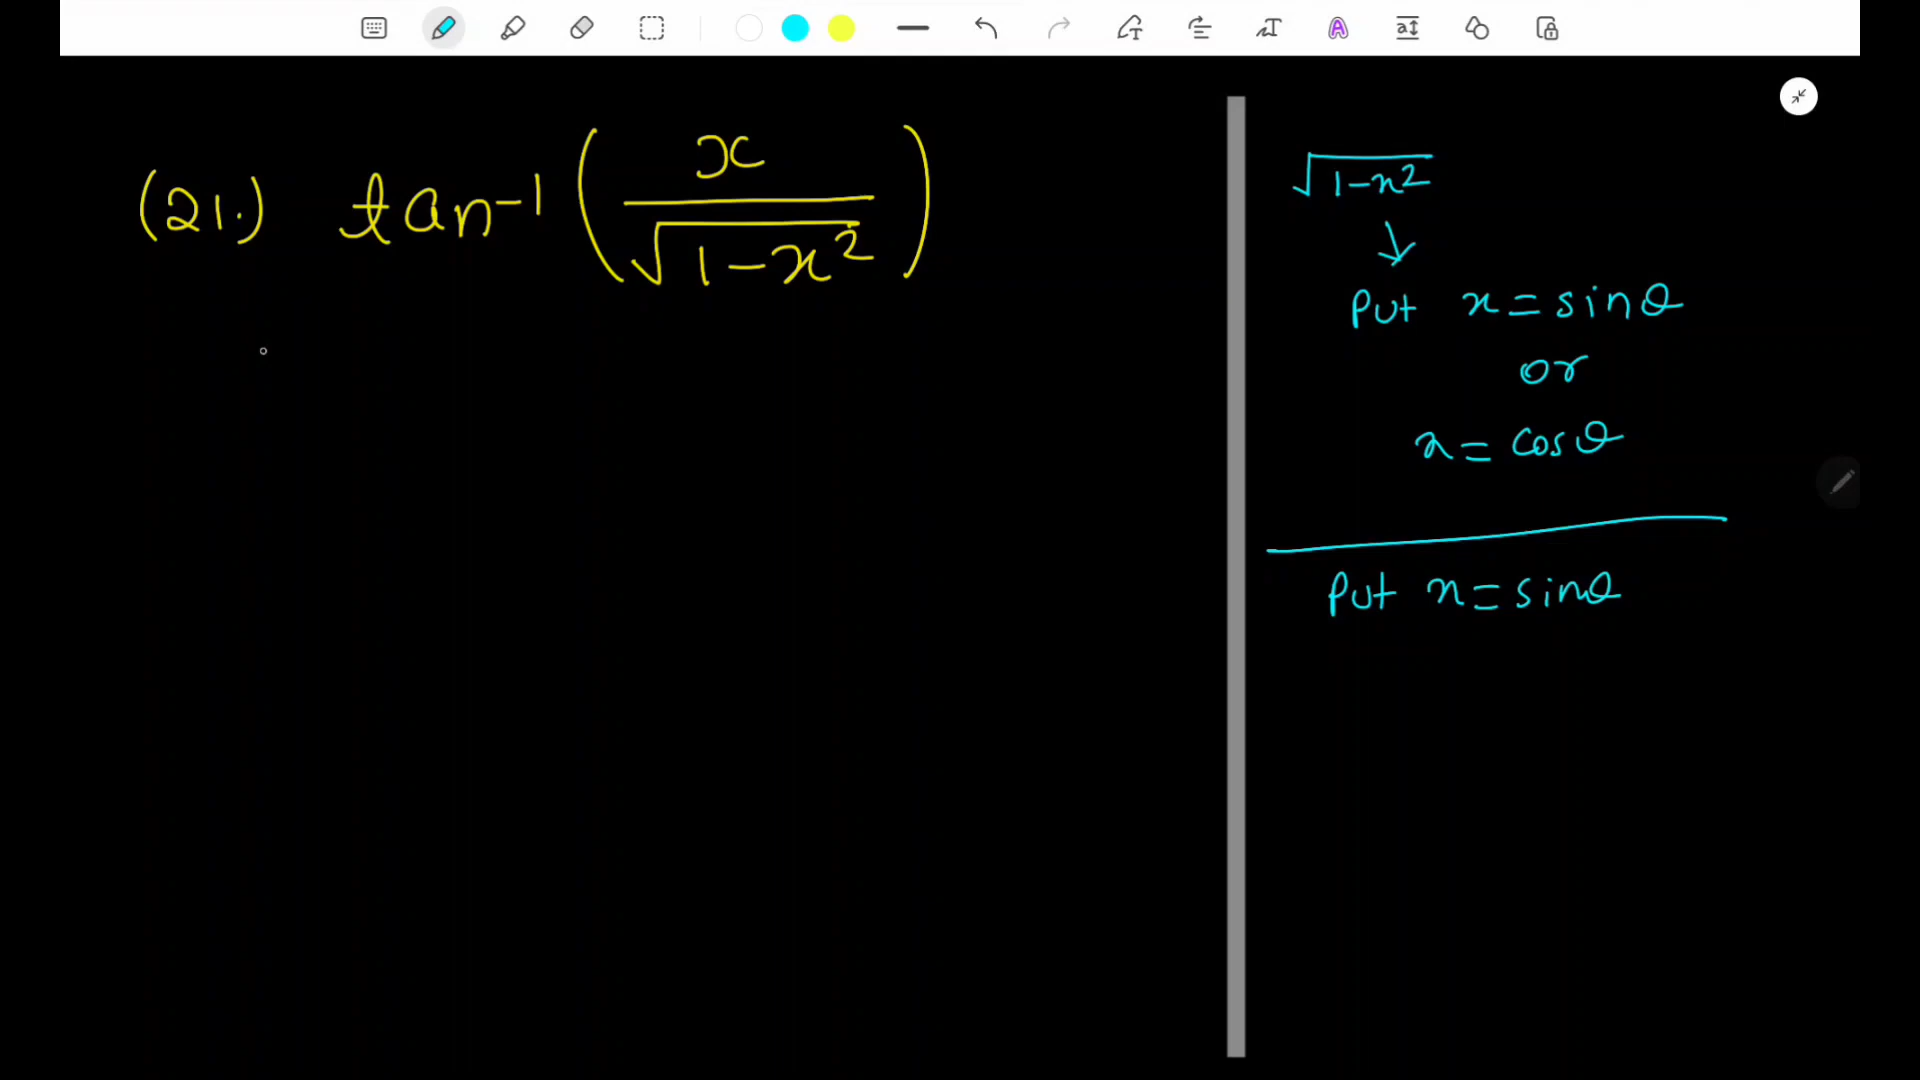 (21.) tan⁻¹(x/√(1-x²))
√(1-x²)
↓
Put x = sinθ
or
x = cosθ
Put x = sinθ